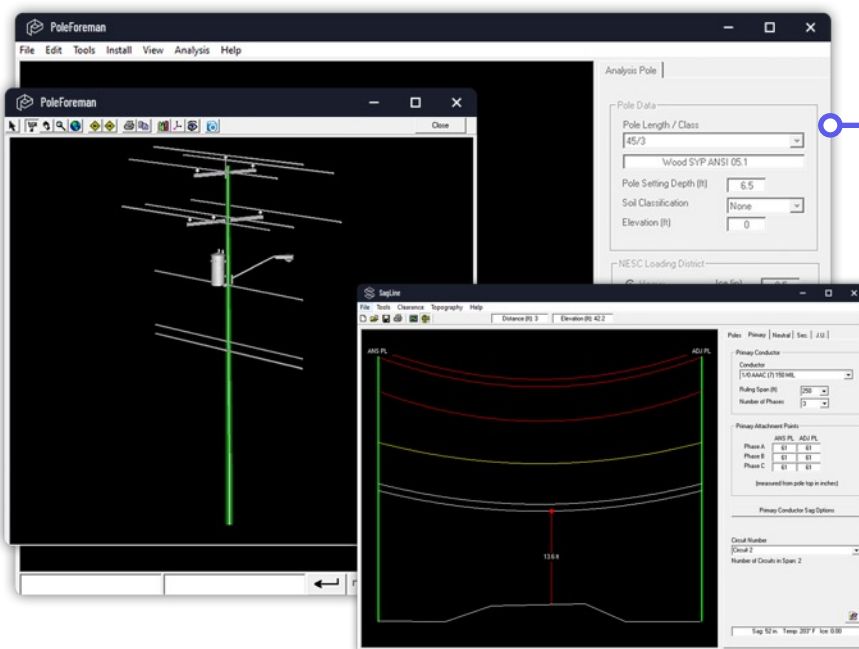 PoleForeman
File Edit Tools Install View Analysis Help
Analysis Pole
Pole Data
Pole Length / Class
45/3
Wood SYP ANSI 05.1
Pole Setting Depth (ft) 6.5
Soil Classification None
Elevation (ft) 0
NESC Loading District
PoleForeman
Close
SagLine
File Tools Clearance Topography Help
Distance (ft) 3 Elevation (ft) 42.2
ANS PL ADJ PL
13.6 ft
Poles Primary Neutral Sec. J.U.
Primary Conductor
Conductor
1/0 AAAC (7) 150 MIL
Ruling Span (ft) 250
Number of Phases 3
Primary Attachment Points
ANS PL ADJ PL
Phase A 61 61
Phase B 61 61
Phase C 61 61
(measured from pole top in inches)
Primary Conductor Sag Options
Circuit Number
Circuit 2
Number of Circuits in Span: 2
Sag: 52 in. Temp: 203° F Ice: 0.00